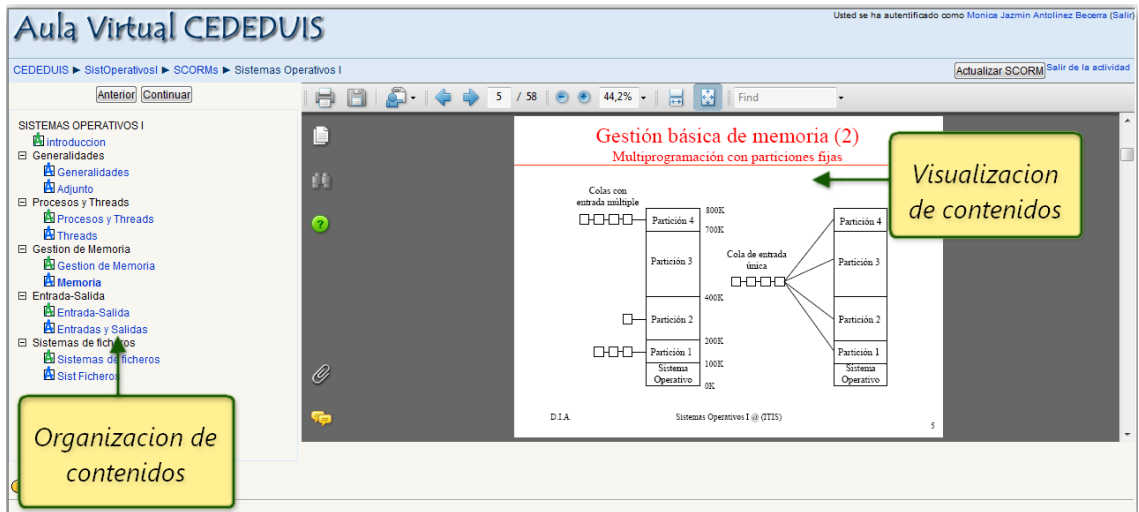 Aula Virtual CEDEDUIS
Usted se ha autentificado como Monica Jazmin Antolinez Becerra (Salir)
CEDEDUIS ► SistOperativosI ► SCORMs ► Sistemas Operativos I
Actualizar SCORM Salir de la actividad
Anterior Continuar
5 / 58 44,2% Find
SISTEMAS OPERATIVOS I
introduccion
Generalidades
Generalidades
Adjunto
Procesos y Threads
Procesos y Threads
Threads
Gestion de Memoria
Gestion de Memoria
Memoria
Entrada-Salida
Entrada-Salida
Entradas y Salidas
Sistemas de ficheros
Sistemas de ficheros
Sist Ficheros
Organizacion de
contenidos
Gestión básica de memoria (2)
Multiprogramación con particiones fijas
Colas con
entrada múltiple
Partición 4
Partición 3
Partición 2
Partición 1
Sistema
Operativo
800K
700K
400K
200K
100K
0K
Cola de entrada
única
Partición 4
Partición 3
Partición 2
Partición 1
Sistema
Operativo
D.I.A. Sistemas Operativos I @ (ITIS) 5
Visualizacion
de contenidos